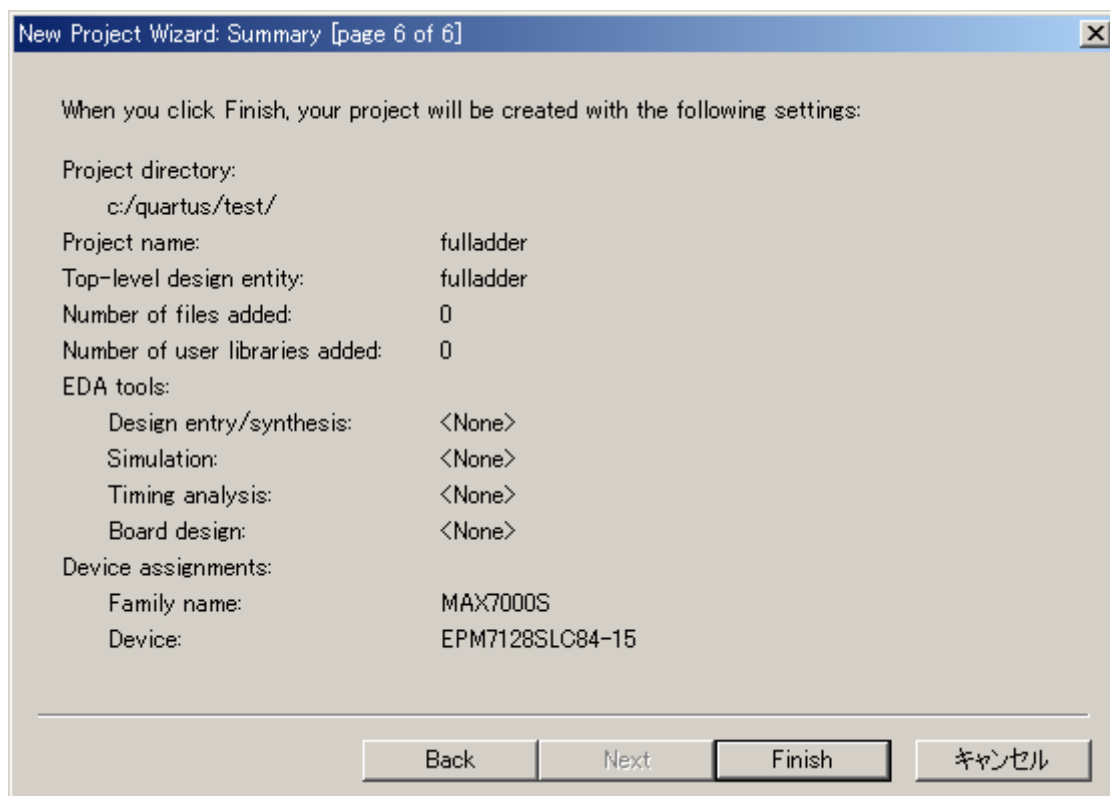 New Project Wizard: Summary [page 6 of 6]
When you click Finish, your project will be created with the following settings:
Project directory:
c:/quartus/test/
Project name: fulladder
Top-level design entity: fulladder
Number of files added: 0
Number of user libraries added: 0
EDA tools:
Design entry/synthesis: <None>
Simulation: <None>
Timing analysis: <None>
Board design: <None>
Device assignments:
Family name: MAX7000S
Device: EPM7128SLC84-15
Back Next Finish キャンセル